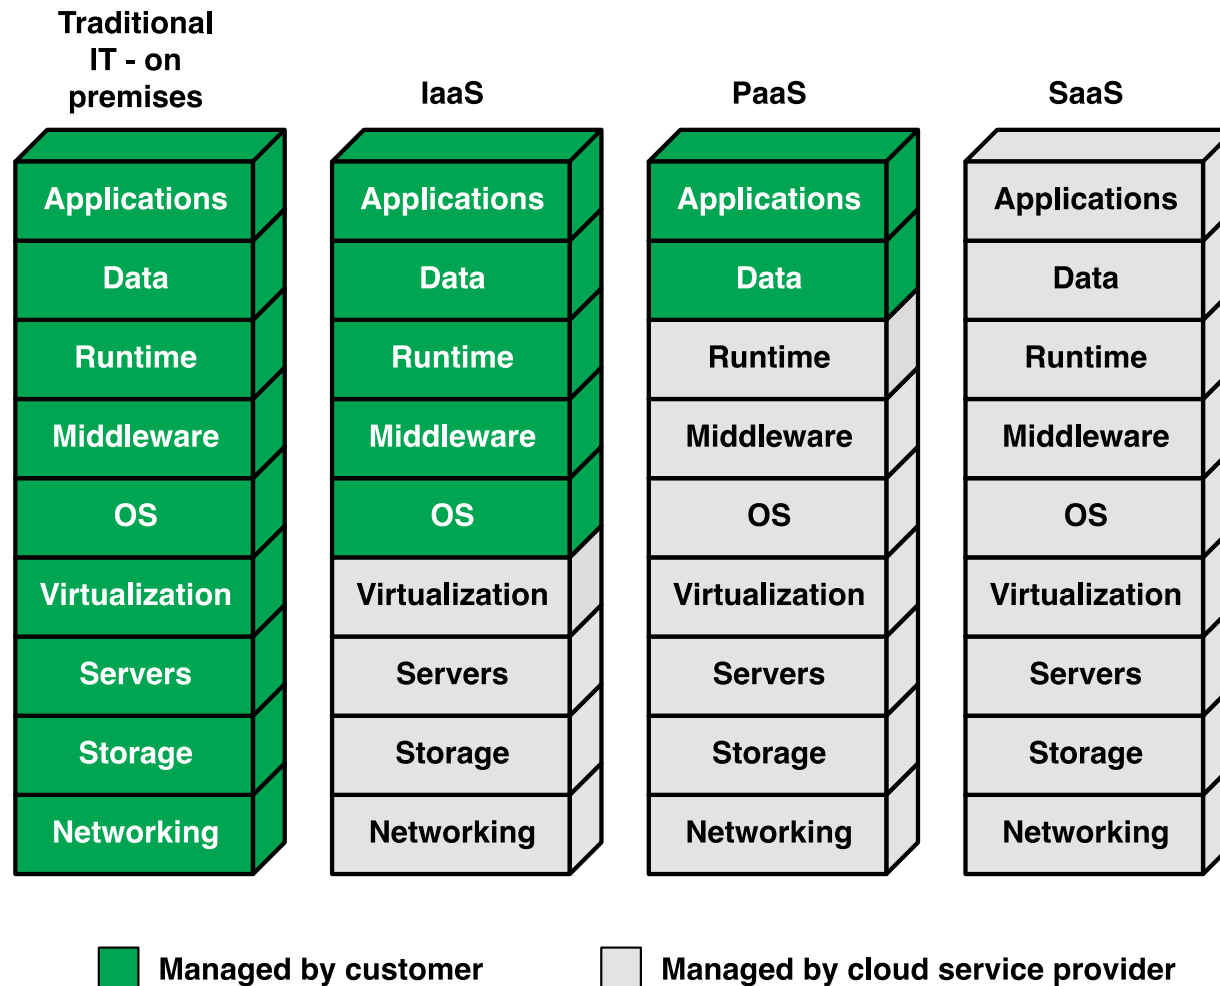 Traditional
IT - on
premises
IaaS
PaaS
SaaS
Applications
Data
Runtime
Middleware
OS
Virtualization
Servers
Storage
Networking
Applications
Data
Runtime
Middleware
OS
Virtualization
Servers
Storage
Networking
Applications
Data
Runtime
Middleware
OS
Virtualization
Servers
Storage
Networking
Applications
Data
Runtime
Middleware
OS
Virtualization
Servers
Storage
Networking
Managed by customer
Managed by cloud service provider